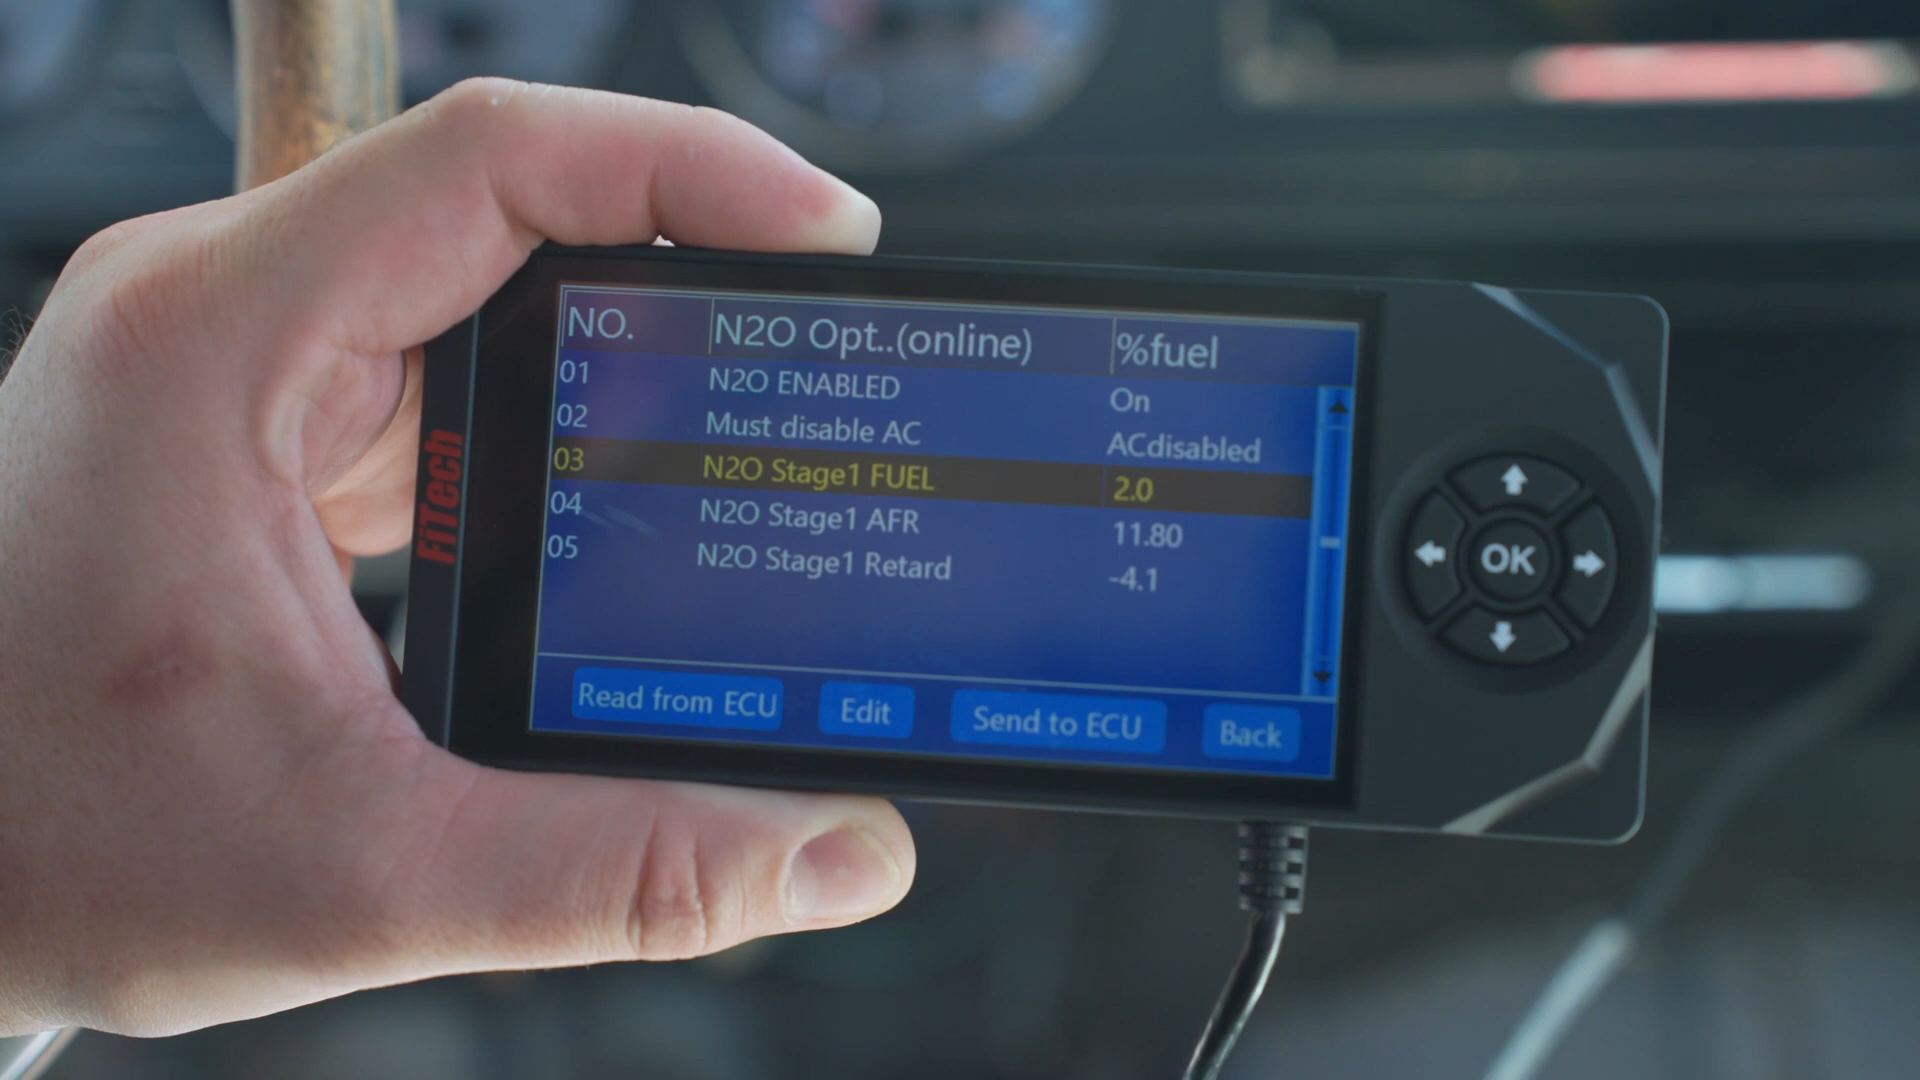 NO. N2O Opt..(online) %fuel
01 N2O ENABLED On
02 Must disable AC ACdisabled
03 N2O Stage1 FUEL 2.0
04 N2O Stage1 AFR 11.80
05 N2O Stage1 Retard -4.1
Read from ECU Edit Send to ECU Back
FiTech
OK